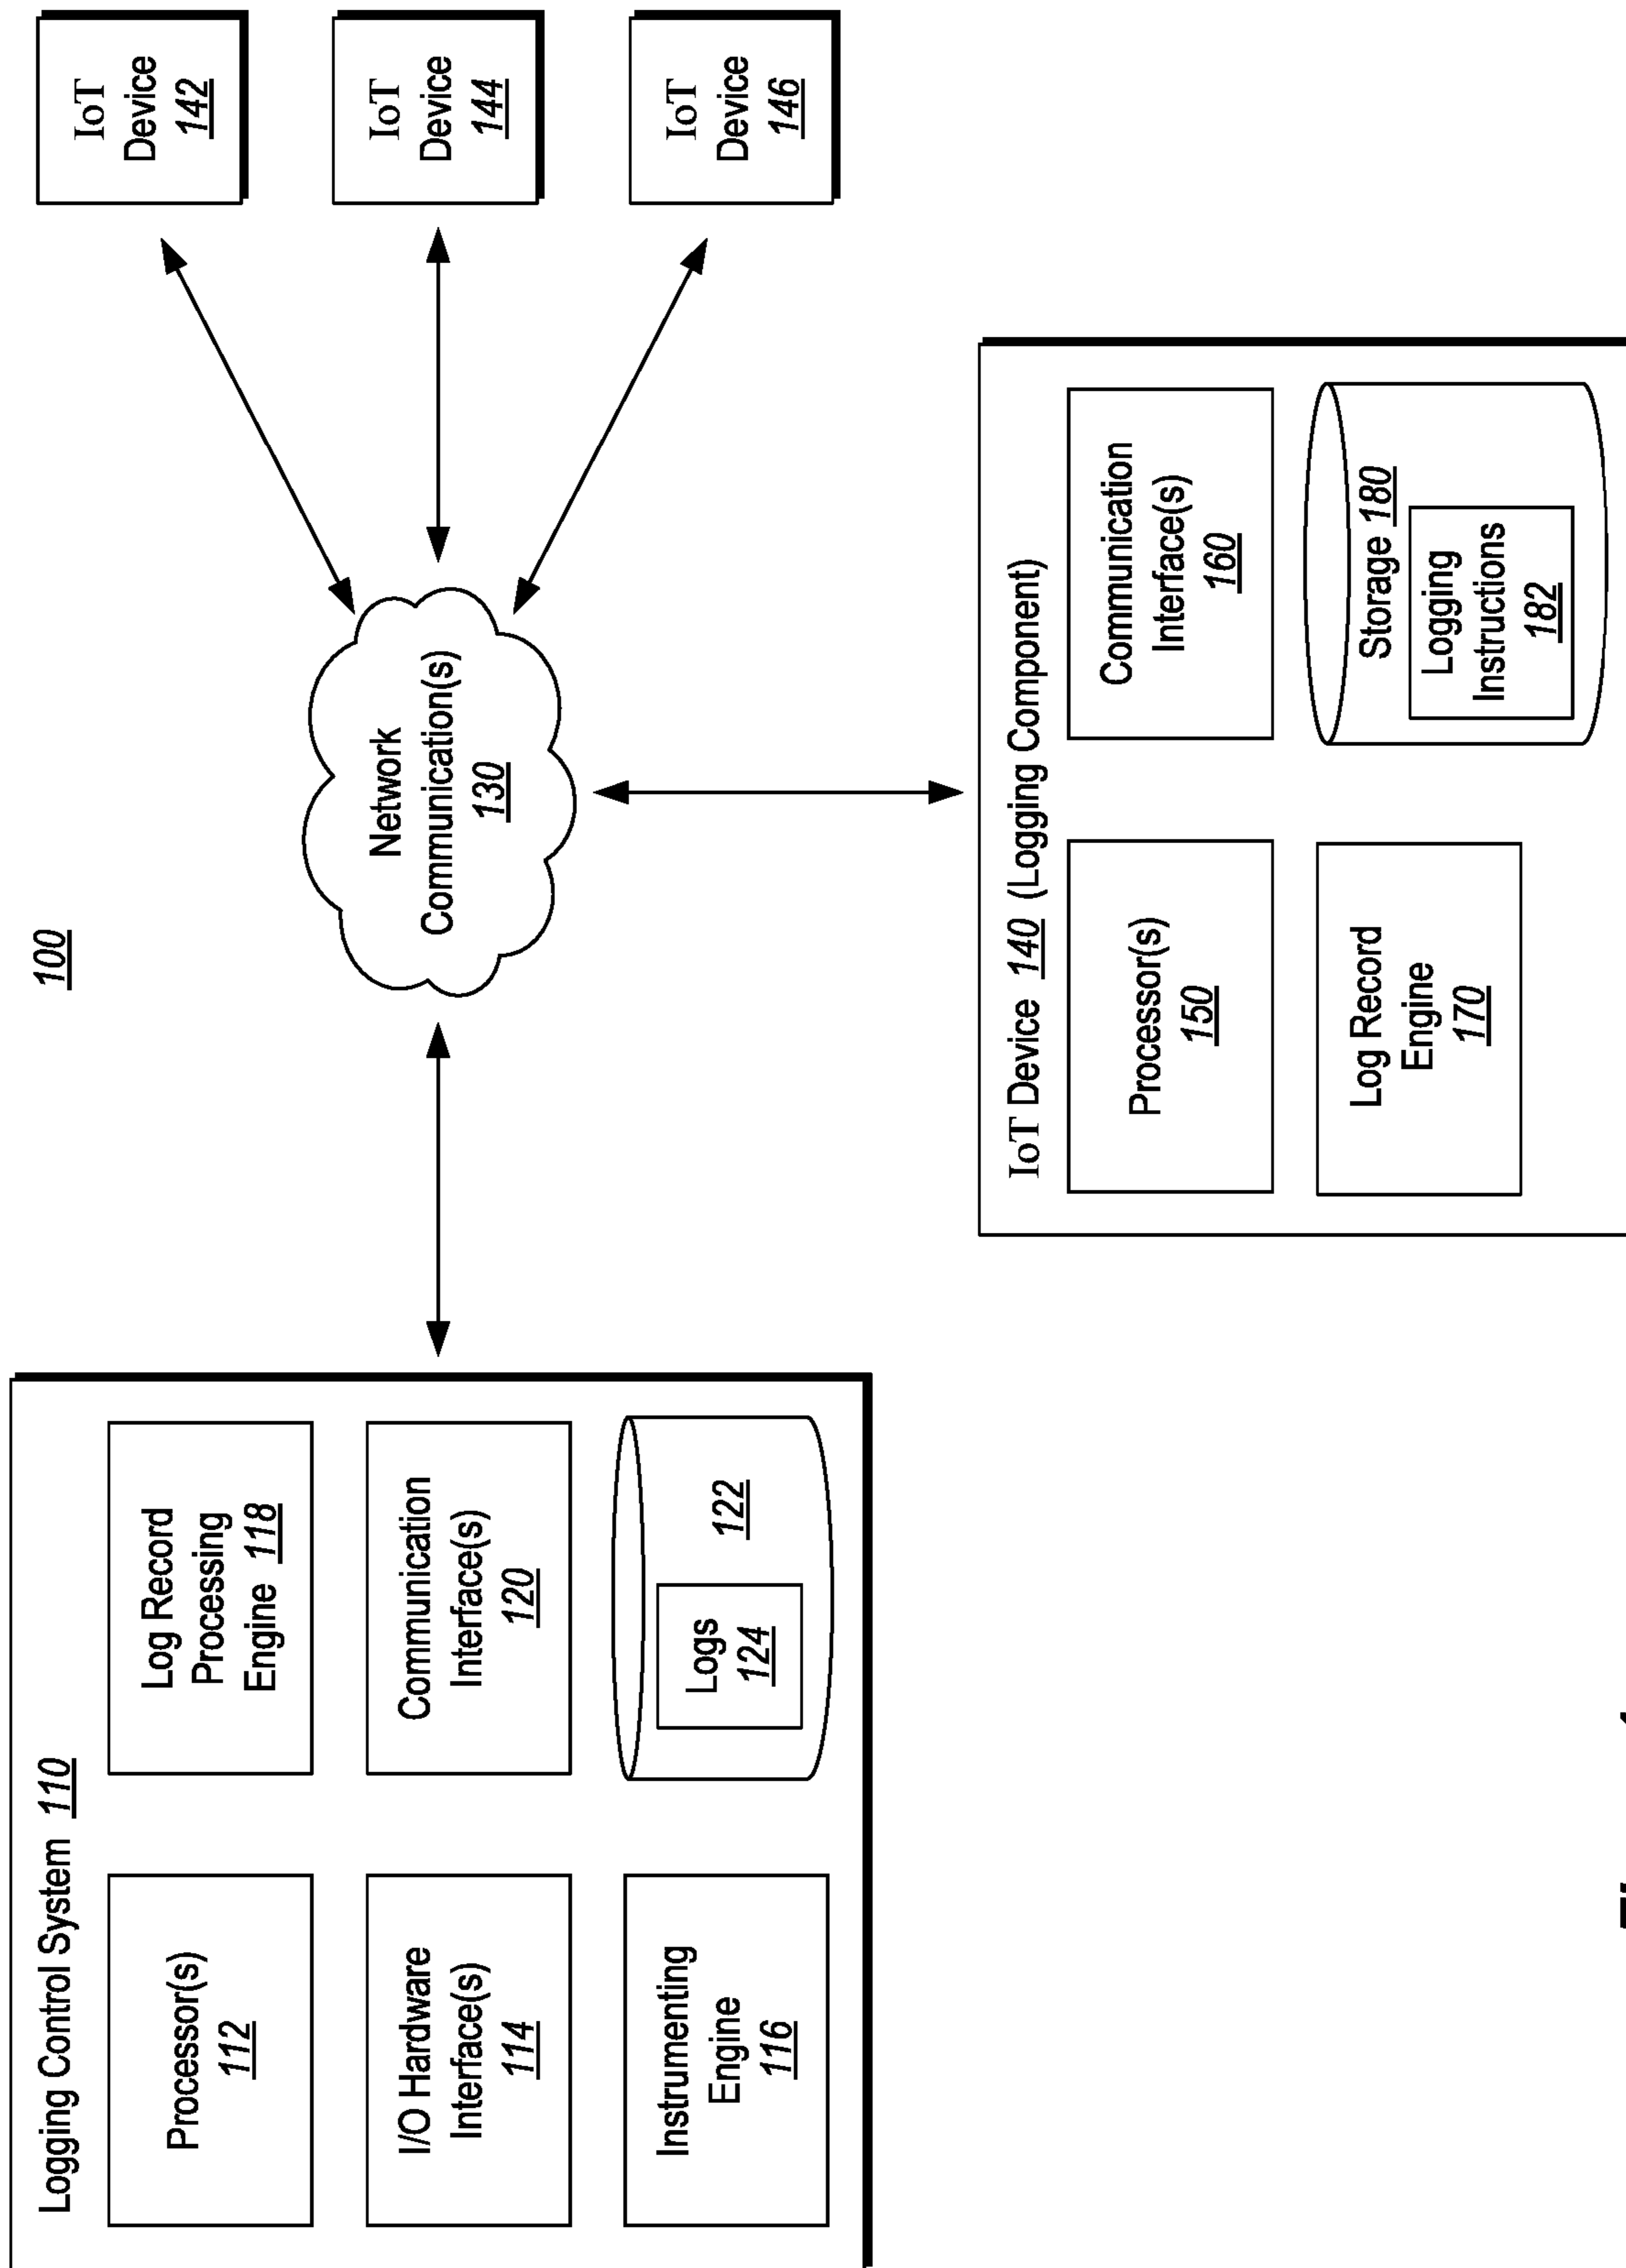 100
Logging Control System 110
Processor(s)
112
Log Record
Processing
Engine 118
I/O Hardware
Interface(s)
114
Communication
Interface(s)
120
Instrumenting
Engine
116
122
Logs
124
Network
Communication(s)
130
IoT
Device
142
IoT
Device
144
IoT
Device
146
IoT Device 140 (Logging Component)
Processor(s)
150
Communication
Interface(s)
160
Log Record
Engine
170
Storage 180
Logging
Instructions
182